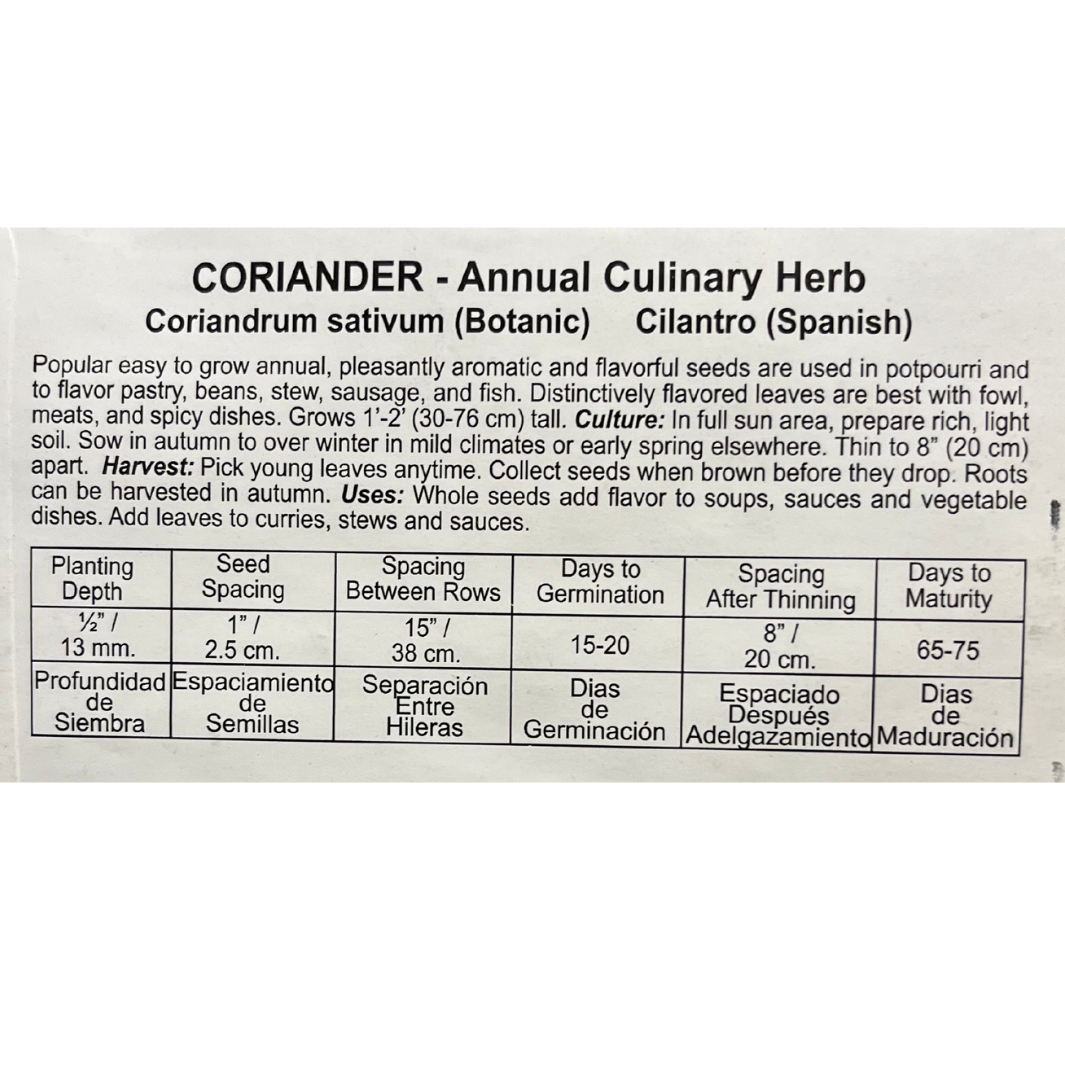 CORIANDER - Annual Culinary Herb
Coriandrum sativum (Botanic) Cilantro (Spanish)
Popular easy to grow annual, pleasantly aromatic and flavorful seeds are used in potpourri and
to flavor pastry, beans, stew, sausage, and fish. Distinctively flavored leaves are best with fowl,
meats, and spicy dishes. Grows 1'-2' (30-76 cm) tall. Culture: In full sun area, prepare rich, light
soil. Sow in autumn to over winter in mild climates or early spring elsewhere. Thin to 8” (20 cm)
apart. Harvest: Pick young leaves anytime. Collect seeds when brown before they drop. Roots
can be harvested in autumn. Uses: Whole seeds add flavor to soups, sauces and vegetable
dishes. Add leaves to curries, stews and sauces.
Planting Seed Spacing Days to Spacing Days to
Depth Spacing Between Rows Germination After Thinning Maturity
½” / 1” / 15” / 15-20 8” / 65-75
13 mm. 2.5 cm. 38 cm. 20 cm.
Profundidad Espaciamiento Separación Dias Espaciado Dias
de de Entre de Después de
Siembra Semillas Hileras Germinación Adelgazamiento Maduración